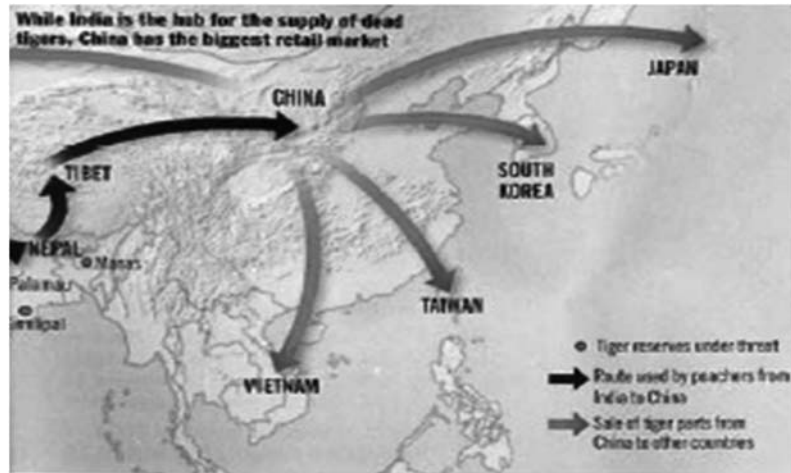 While India is the hub for the supply of dead
tigers, China has the biggest retail market
JAPAN
CHINA
SOUTH
KOREA
TIBET
NEPAL
Manas
Palamau
TAIWAN
VIETNAM
Tiger reserves under threat
Route used by poachers from
India to China
Sale of tiger parts from
China to other countries